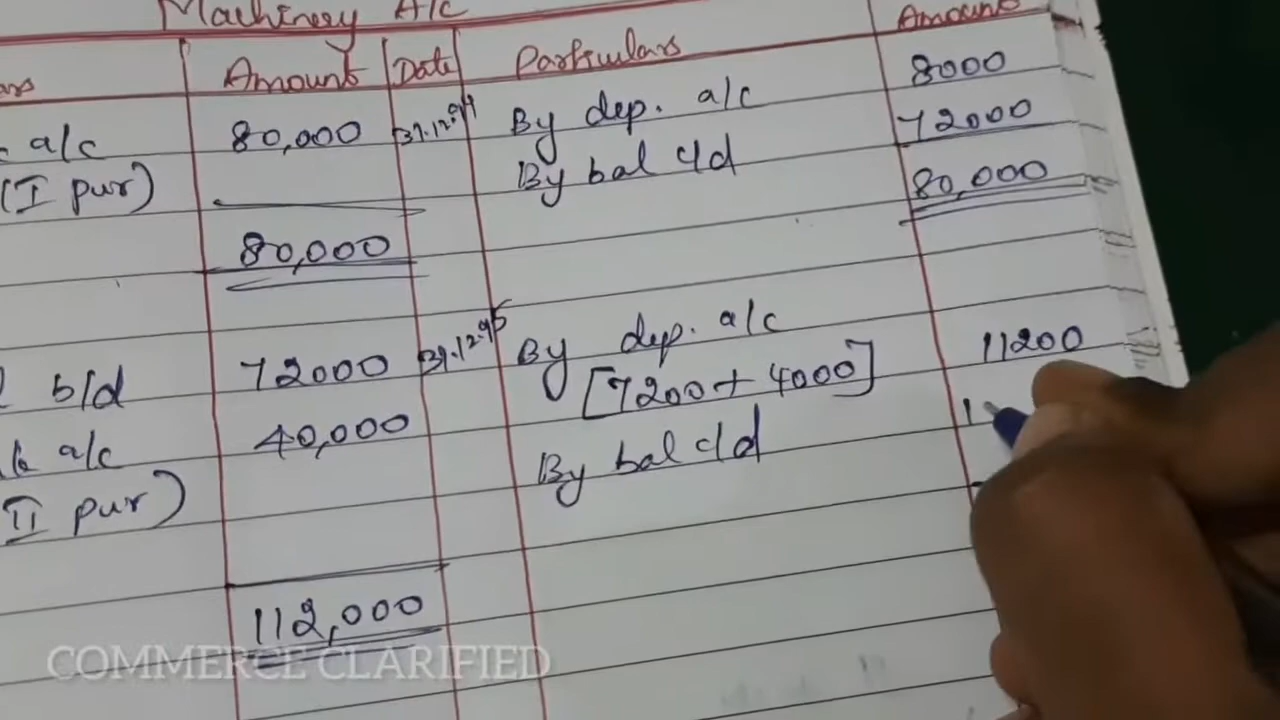 Machinery A/c
Amount Date Particulars Amount
a/c 80,000 31.12.94 By dep. a/c 8000
(I pur) By bal c/d 72000
80,000 80,000
b/d 72000 31.12.95 By dep. a/c 11200
a/c 40,000 [7200 + 4000]
(II pur) By bal c/d 1
112,000
COMMERCE CLARIFIED